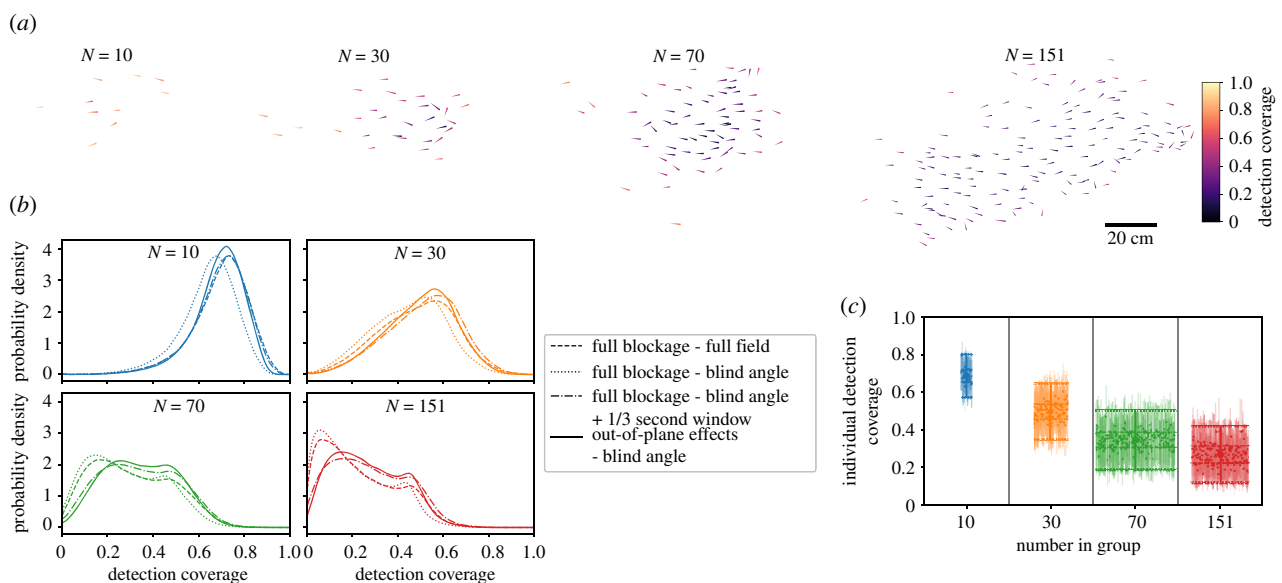 (a)
N = 10
N = 30
N = 70
N = 151
1.0
0.8
0.6
0.4
0.2
0
detection coverage
20 cm
(b)
N = 10
4
3
2
1
0
probability density
N = 30
N = 70
4
3
2
1
0
probability density
0 0.2 0.4 0.6 0.8 1.0
detection coverage
N = 151
0 0.2 0.4 0.6 0.8 1.0
detection coverage
full blockage - full field
full blockage - blind angle
full blockage - blind angle
+ 1/3 second window
out-of-plane effects
- blind angle
(c)
1.0
0.8
0.6
0.4
0.2
0
individual detection
coverage
10 30 70 151
number in group